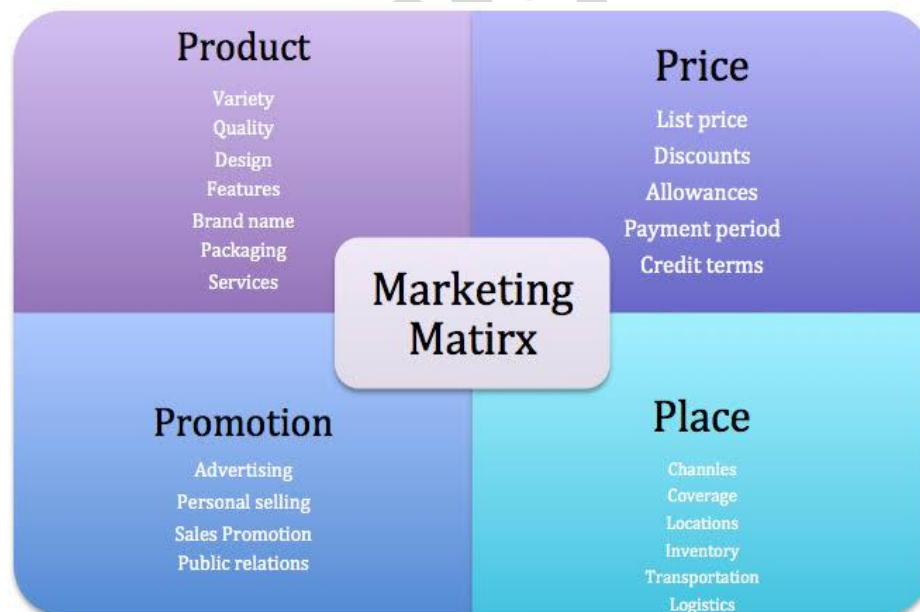 Product
Variety
Quality
Design
Features
Brand name
Packaging
Services
Price
List price
Discounts
Allowances
Payment period
Credit terms
Marketing
Matirx
Promotion
Advertising
Personal selling
Sales Promotion
Public relations
Place
Channles
Coverage
Locations
Inventory
Transportation
Logistics